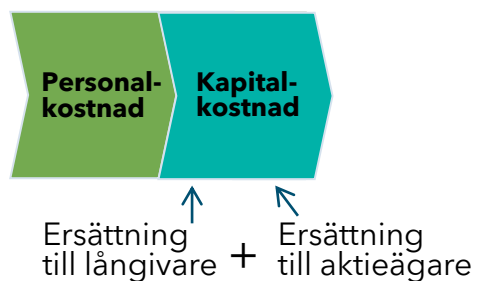 Personal-
kostnad
Kapital-
kostnad
Ersättning
till långivare
+
Ersättning
till aktieägare